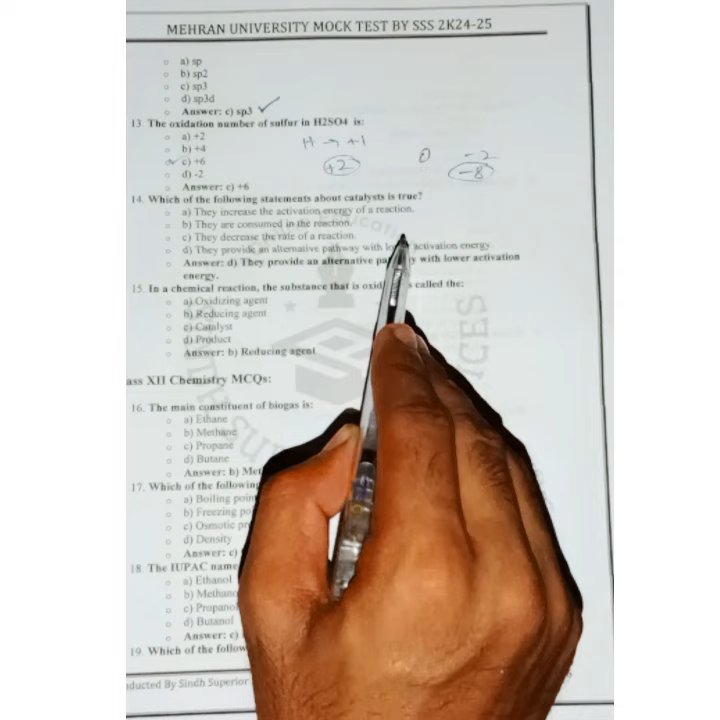 MEHRAN UNIVERSITY MOCK TEST BY SSS 2K24-25
a) sp
b) sp2
c) sp3
d) sp3d
Answer: c) sp3
13. The oxidation number of sulfur in H2SO4 is:
a) +2
H → +1
b) +4
O -2
c) +6
+2
-8
d) -2
Answer: c) +6
14. Which of the following statements about catalysts is true?
a) They increase the activation energy of a reaction.
b) They are consumed in the reaction.
c) They decrease the rate of a reaction.
d) They provide an alternative pathway with activation energy.
Answer: d) They provide an alternative with lower activation
energy.
15. In a chemical reaction, the substance that is called the:
a) Oxidizing agent
b) Reducing agent
c) Catalyst
d) Product
Answer: b) Reducing agent
ass XII Chemistry MCQs:
16. The main constituent of biogas is:
a) Ethane
b) Methane
c) Propane
d) Butane
Answer: b) Met
17. Which of the following
a) Boiling point
b) Freezing po
c) Osmotic pr
d) Density
Answer: c)
18. The IUPAC name
a) Ethanol
b) Methano
c) Propanol
d) Butanol
Answer: c)
19. Which of the follow
ducted By Sindh Superior